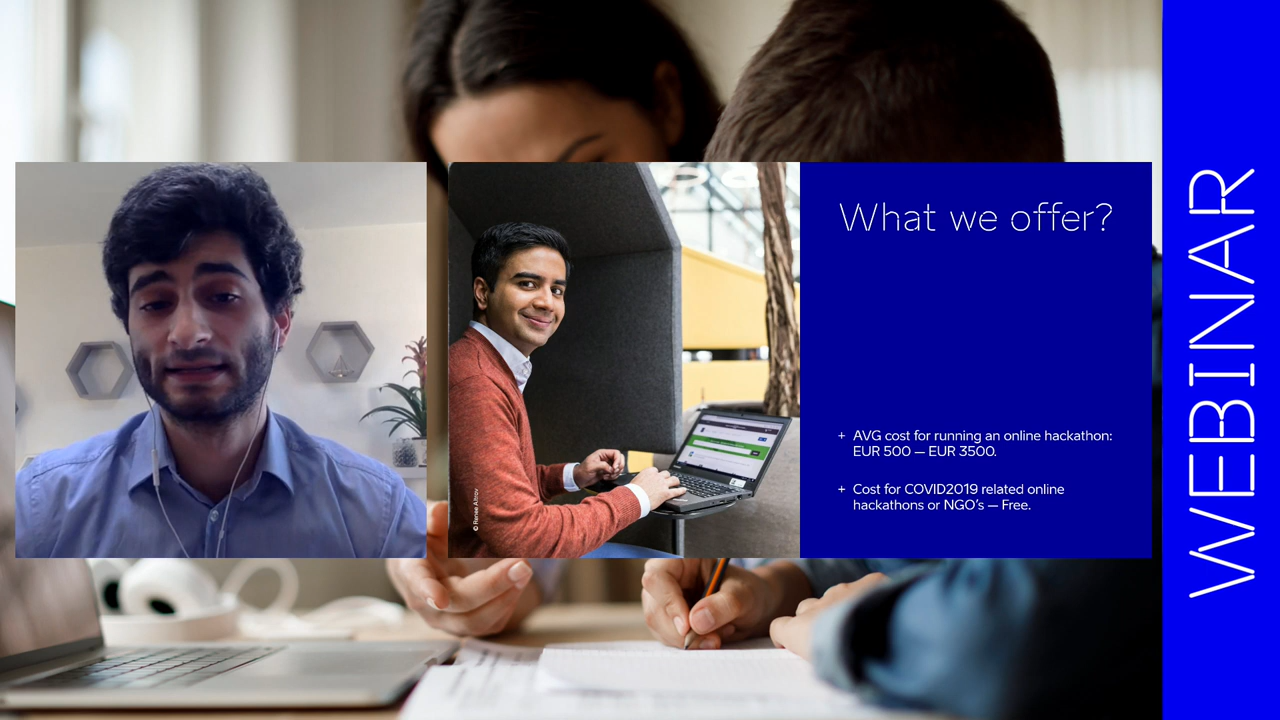 What we offer?
+ AVG cost for running an online hackathon:
EUR 500 — EUR 3500.
+ Cost for COVID2019 related online
hackathons or NGO's — Free.
© Renee Altrov
WEBINAR